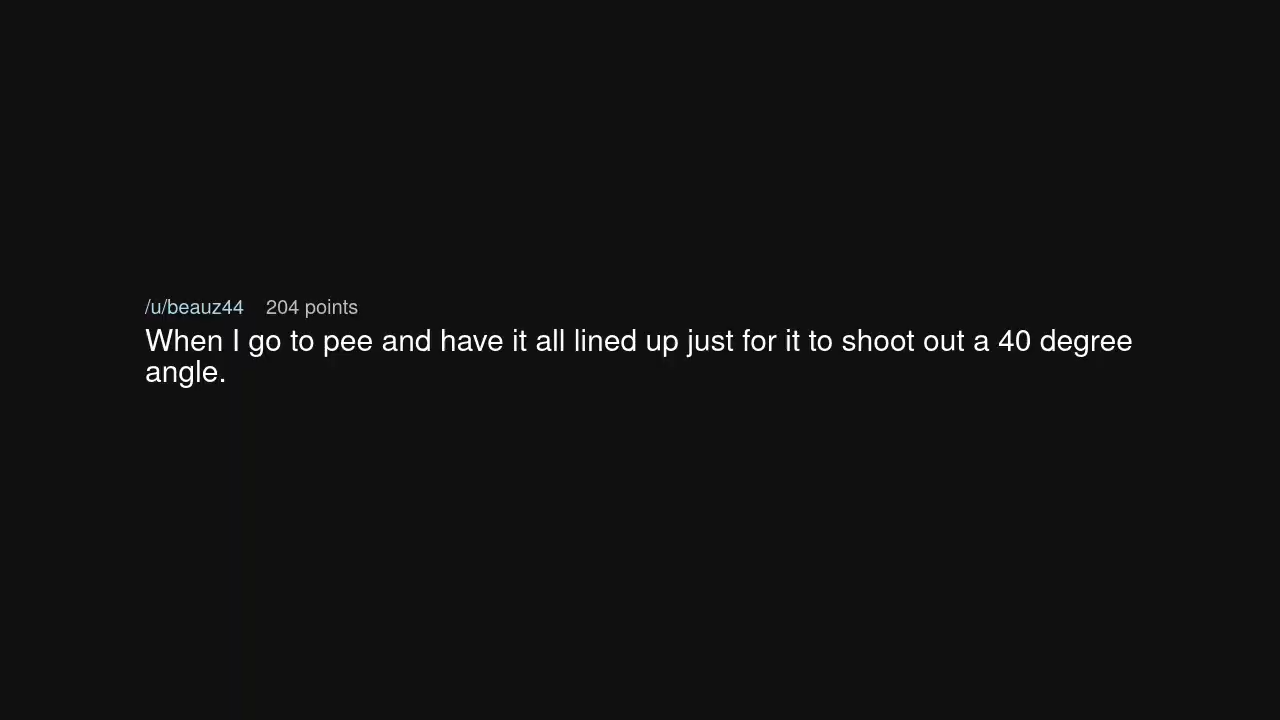 /u/beauz44 204 points
When I go to pee and have it all lined up just for it to shoot out a 40 degree
angle.